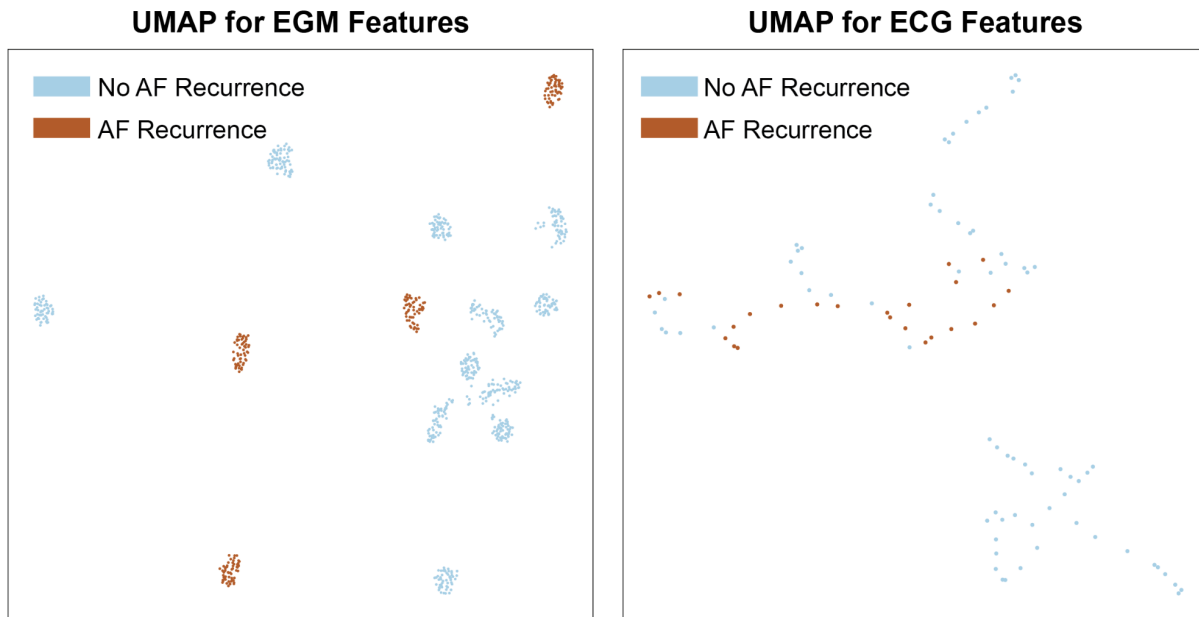 UMAP for EGM Features
No AF Recurrence
AF Recurrence
UMAP for ECG Features
No AF Recurrence
AF Recurrence